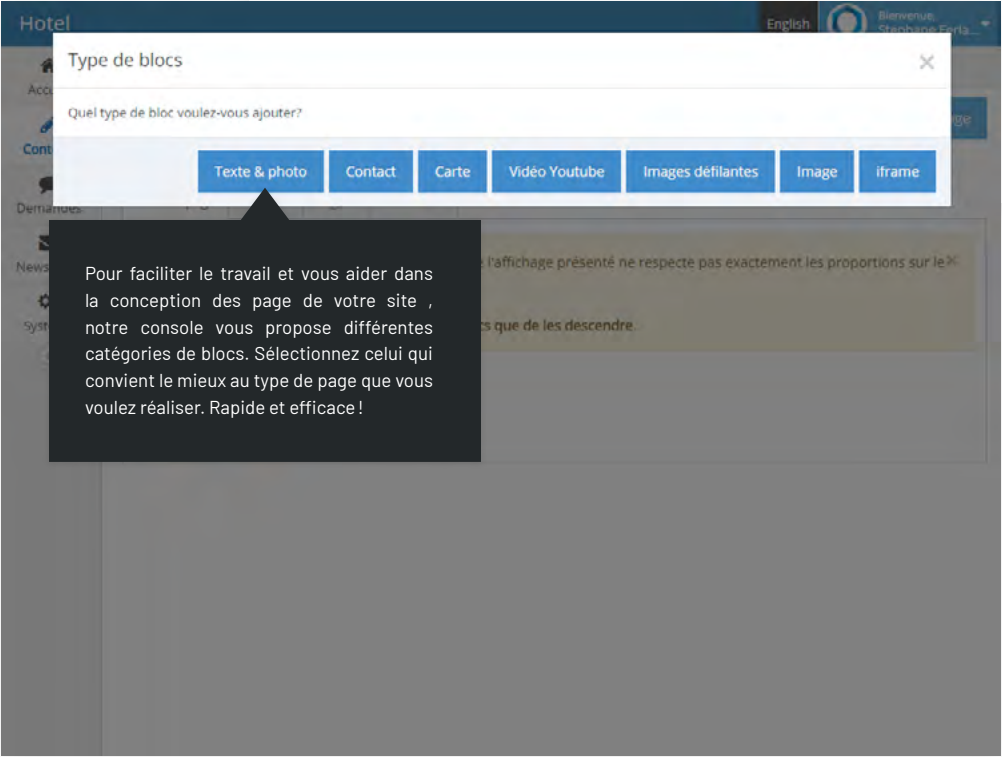 Hotel
English
Bienvenue,
Stephane Ferla...
Type de blocs
×
Quel type de bloc voulez-vous ajouter?
Texte & photo
Contact
Carte
Vidéo Youtube
Images défilantes
Image
iframe
Demandes
l'affichage présenté ne respecte pas exactement les proportions sur le
que de les descendre.
Pour faciliter le travail et vous aider dans
la conception des page de votre site ,
notre console vous propose différentes
catégories de blocs. Sélectionnez celui qui
convient le mieux au type de page que vous
voulez réaliser. Rapide et efficace !